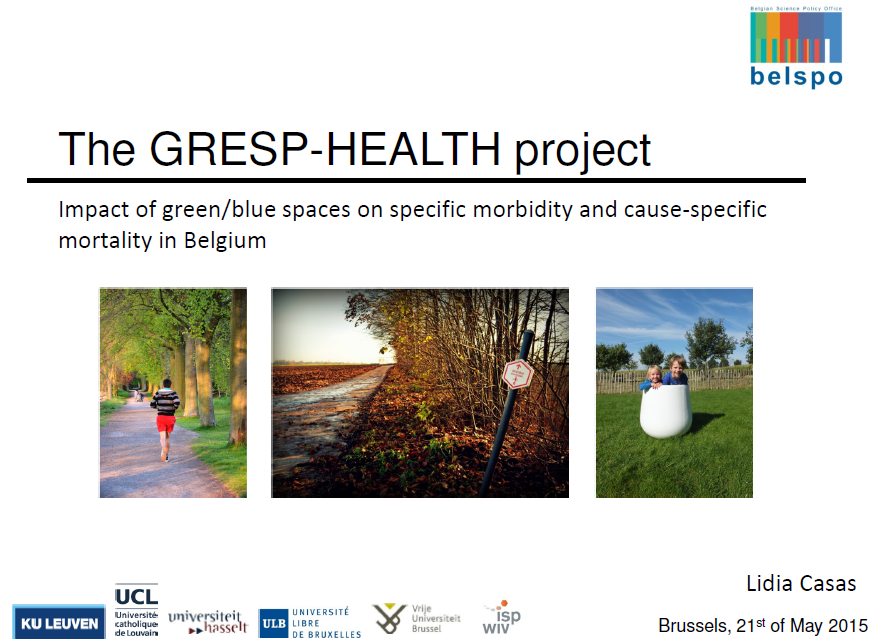 Belgian Science Policy Office
belspo
The GRESP-HEALTH project
Impact of green/blue spaces on specific morbidity and cause-specific
mortality in Belgium
Lidia Casas
Brussels, 21st of May 2015
KU LEUVEN
UCL
Université
catholique
de Louvain
universiteit
hasselt
ULB
UNIVERSITÉ
LIBRE
DE BRUXELLES
Vrije
Universiteit
Brussel
isp
WIV